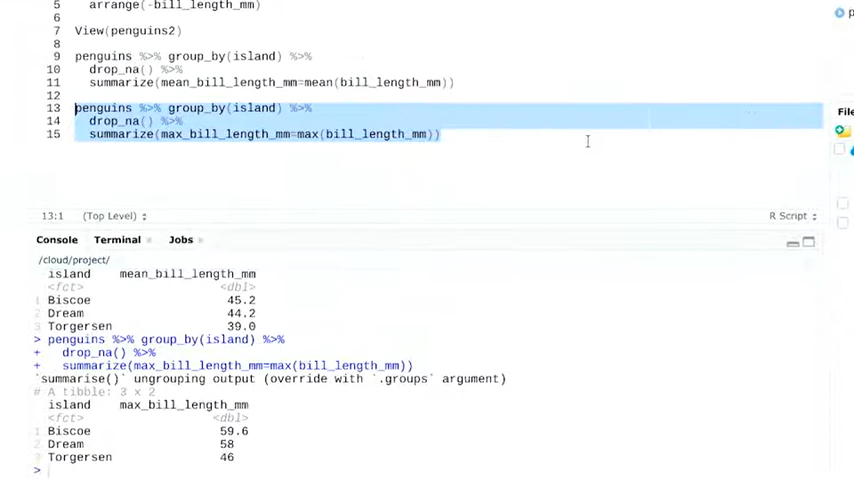 5 arrange(-bill_length_mm)
6
7 View(penguins2)
8
9 penguins %>% group_by(island) %>%
10 drop_na() %>%
11 summarize(mean_bill_length_mm=mean(bill_length_mm))
12
13 penguins %>% group_by(island) %>%
14 drop_na() %>%
15 summarize(max_bill_length_mm=max(bill_length_mm))
13:1 (Top Level) R Script
File
Console Terminal × Jobs ×
/cloud/project/
island mean_bill_length_mm
<fct> <dbl>
1 Biscoe 45.2
2 Dream 44.2
3 Torgersen 39.0
> penguins %>% group_by(island) %>%
+ drop_na() %>%
+ summarize(max_bill_length_mm=max(bill_length_mm))
`summarise()` ungrouping output (override with `.groups` argument)
# A tibble: 3 x 2
island max_bill_length_mm
<fct> <dbl>
1 Biscoe 59.6
2 Dream 58
3 Torgersen 46
>